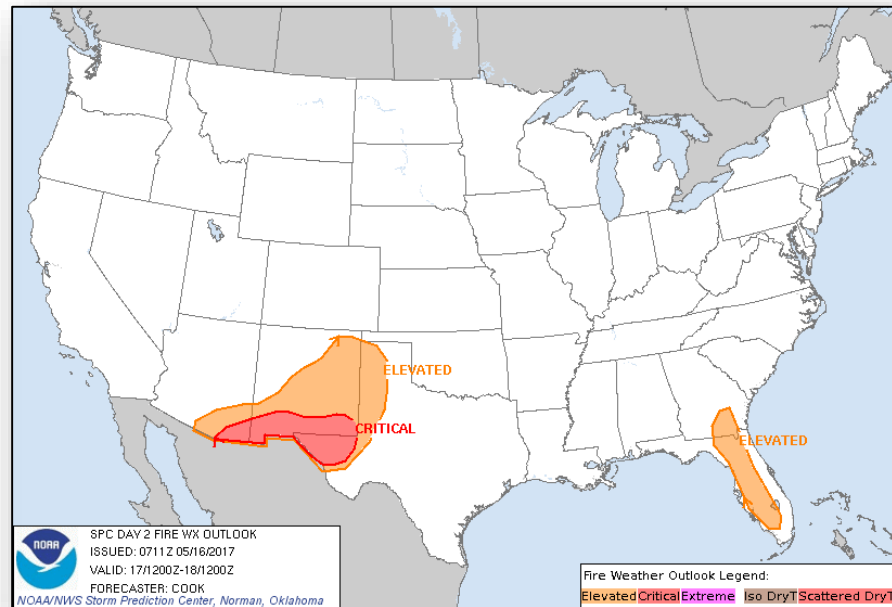 ELEVATED
CRITICAL
ELEVATED
NOAA
SPC DAY 2 FIRE WX OUTLOOK
ISSUED: 0711Z 05/16/2017
VALID: 17/1200Z-18/1200Z
FORECASTER: COOK
NOAA/NWS Storm Prediction Center, Norman, Oklahoma
Fire Weather Outlook Legend:
Elevated Critical Extreme Iso DryT Scattered DryT